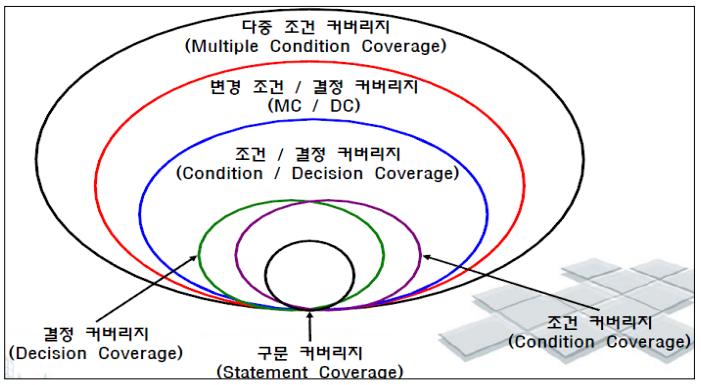 다중 조건 커버리지
(Multiple Condition Coverage)
변경 조건 / 결정 커버리지
(MC / DC)
조건 / 결정 커버리지
(Condition / Decision Coverage)
결정 커버리지
(Decision Coverage)
구문 커버리지
(Statement Coverage)
조건 커버리지
(Condition Coverage)